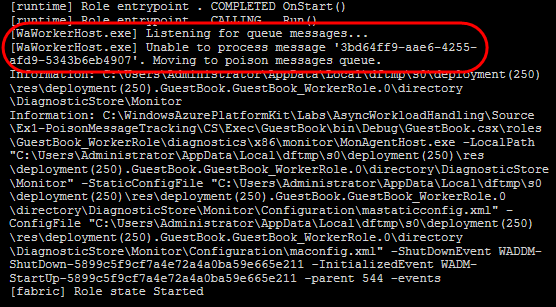 [runtime] Role entrypoint . COMPLETED OnStart()
[runtime] Role entrypoint . CALLING   Run()
[WaWorkerHost.exe] Listening for queue messages...
[WaWorkerHost.exe] Unable to process message '3bd64ff9-aae6-4255-
afd9-5343b6eb4907'. Moving to poison messages queue.
Information: C:\Users\Administrator\AppData\Local\dftmp\s0\deployment(250)
\res\deployment(250).GuestBook.GuestBook_WorkerRole.0\directory
\DiagnosticStore\Monitor
Information: C:\WindowsAzurePlatformKit\Labs\AsyncWorkloadHandling\Source
\Ex1-PoisonMessageTracking\CS\Exec\GuestBook\bin\Debug\GuestBook.csx\roles
\GuestBook_WorkerRole\diagnostics\x86\monitor\MonAgentHost.exe -LocalPath
"C:\Users\Administrator\AppData\Local\dftmp\s0\deployment(250)\res
\deployment(250).GuestBook.GuestBook_WorkerRole.0\directory\DiagnosticStore
\Monitor" -StaticConfigFile "C:\Users\Administrator\AppData\Local\dftmp\s0
\deployment(250)\res\deployment(250).GuestBook.GuestBook_WorkerRole.0
\directory\DiagnosticStore\Monitor\Configuration\mastaticconfig.xml" -
ConfigFile "C:\Users\Administrator\AppData\Local\dftmp\s0\deployment(250)
\res\deployment(250).GuestBook.GuestBook_WorkerRole.0\directory
\DiagnosticStore\Monitor\Configuration\maconfig.xml" -ShutDownEvent WADDM-
ShutDown-5899c5f9cf7a4e72a4a0ba59e665e211 -InitializedEvent WADM-
StartUp-5899c5f9cf7a4e72a4a0ba59e665e211 -parent 544 -events
[fabric] Role state Started